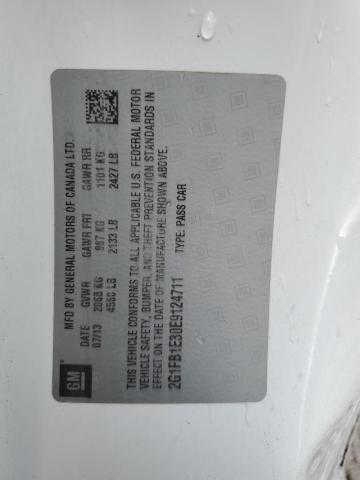 GM
MFD BY GENERAL MOTORS OF CANADA LTD.
DATE GVWR GAWR FRT GAWR RR
07/13 2068 KG 967 KG 1101 KG
4560 LB 2133 LB 2427 LB
THIS VEHICLE CONFORMS TO ALL APPLICABLE U.S. FEDERAL MOTOR
VEHICLE SAFETY, BUMPER, AND THEFT PREVENTION STANDARDS IN
EFFECT ON THE DATE OF MANUFACTURE SHOWN ABOVE.
2G1FB1E30E9124711 TYPE: PASS CAR